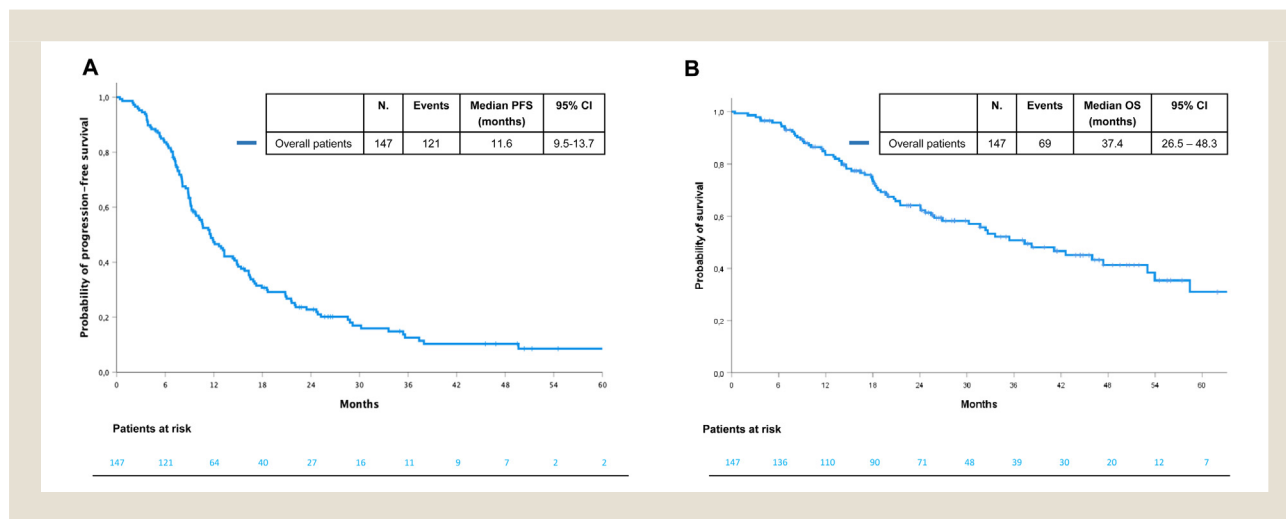 A
N. Events Median PFS (months) 95% CI
Overall patients 147 121 11.6 9.5-13.7
Probability of progression-free survival
1,0
0,8
0,6
0,4
0,2
0,0
0 6 12 18 24 30 36 42 48 54 60
Months
Patients at risk
147 121 64 40 27 16 11 9 7 2 2
B
N. Events Median OS (months) 95% CI
Overall patients 147 69 37.4 26.5 – 48.3
Probability of survival
1,0
0,8
0,6
0,4
0,2
0,0
0 6 12 18 24 30 36 42 48 54 60
Months
Patients at risk
147 136 110 90 71 48 39 30 20 12 7